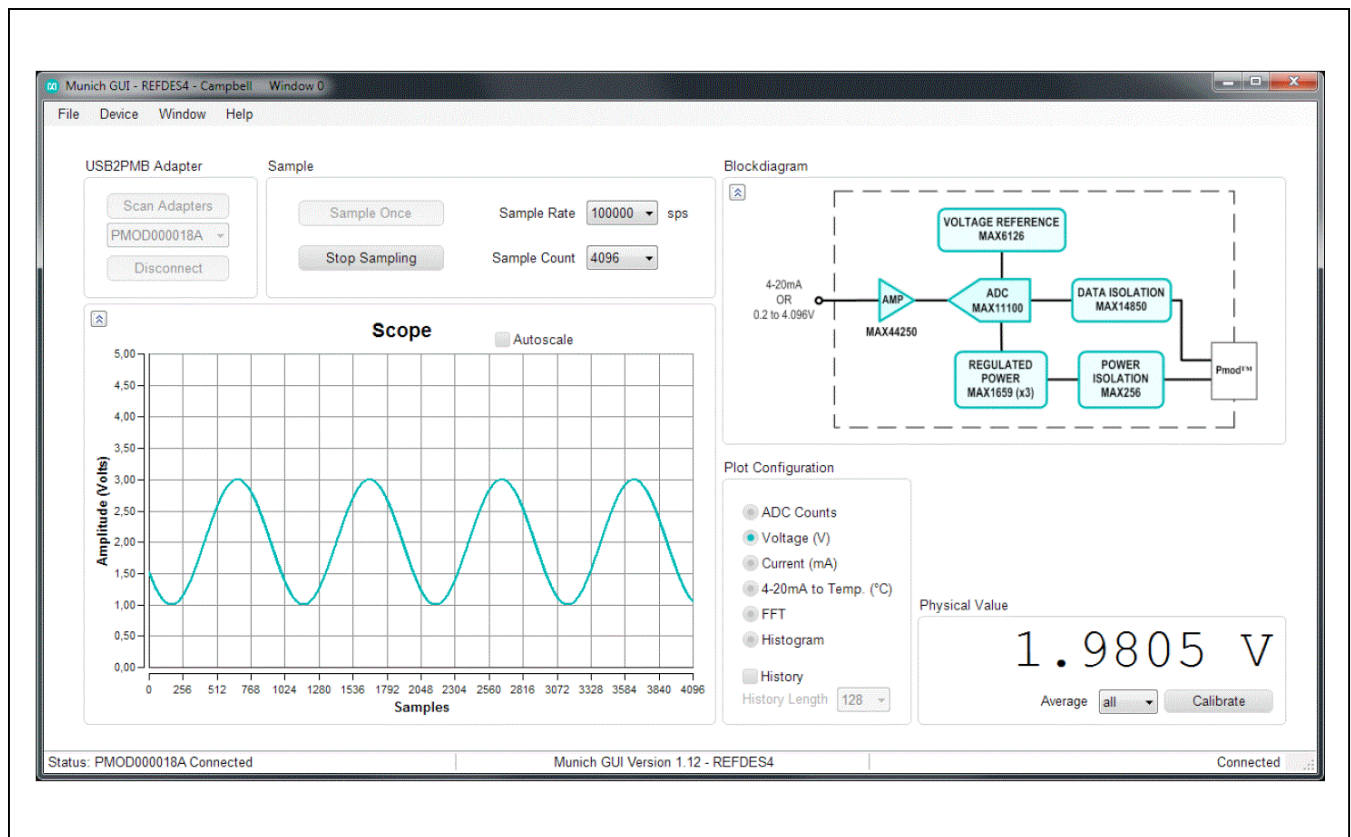 Munich GUI - REFDES4 - Campbell Window 0
File Device Window Help
USB2PMB Adapter
Scan Adapters
PMOD000018A
Disconnect
Sample
Sample Once
Stop Sampling
Sample Rate 100000 sps
Sample Count 4096
Blockdiagram
VOLTAGE REFERENCE
MAX6126
4-20mA
OR
0.2 to 4.096V
AMP
MAX44250
ADC
MAX11100
DATA ISOLATION
MAX14850
REGULATED
POWER
MAX1659 (x3)
POWER
ISOLATION
MAX256
Pmod™
Scope
Autoscale
Amplitude (Volts)
5,00
4,50
4,00
3,50
3,00
2,50
2,00
1,50
1,00
0,50
0,00
0 256 512 768 1024 1280 1536 1792 2048 2304 2560 2816 3072 3328 3584 3840 4096
Samples
Plot Configuration
ADC Counts
Voltage (V)
Current (mA)
4-20mA to Temp. (°C)
FFT
Histogram
History
History Length 128
Physical Value
1.9805 V
Average all Calibrate
Status: PMOD000018A Connected
Munich GUI Version 1.12 - REFDES4
Connected